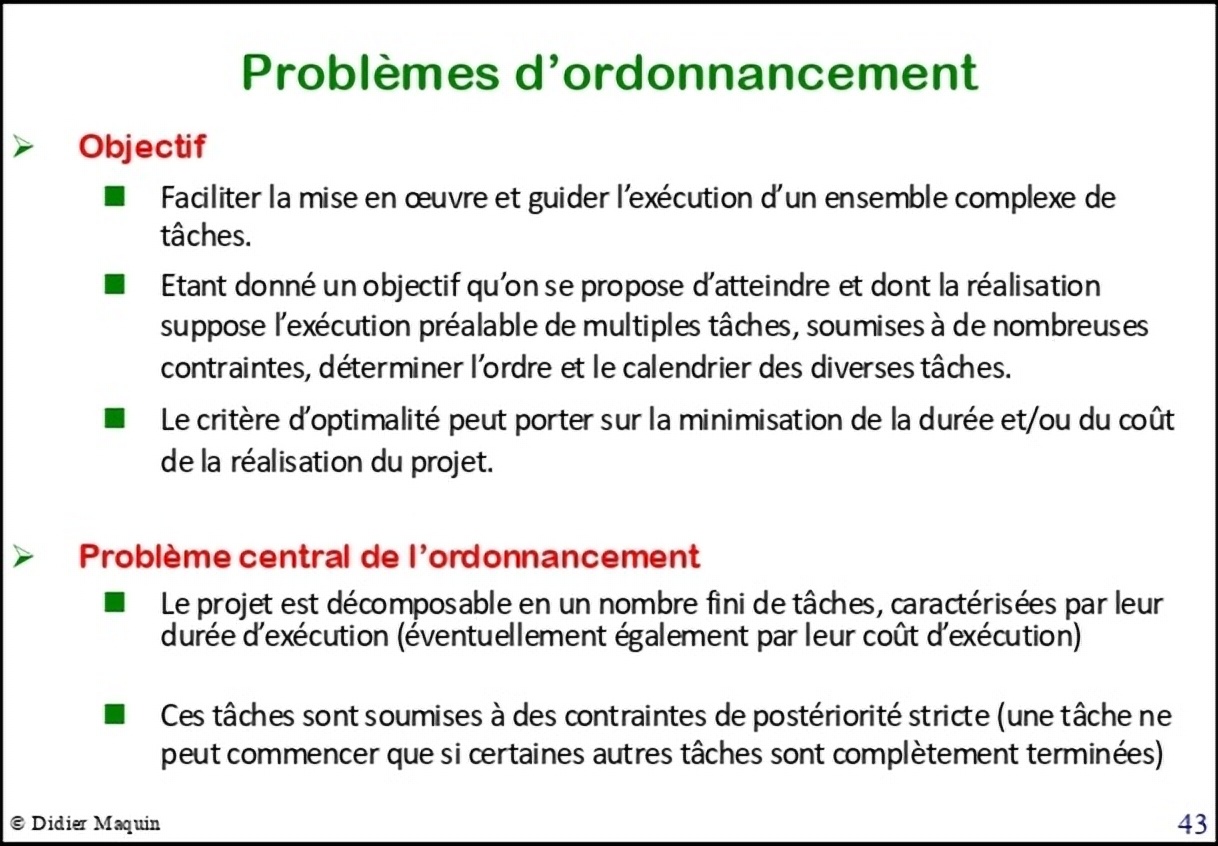 Problèmes d’ordonnancement
Objectif
Faciliter la mise en œuvre et guider l’exécution d’un ensemble complexe de
tâches.
Etant donné un objectif qu’on se propose d’atteindre et dont la réalisation
suppose l’exécution préalable de multiples tâches, soumises à de nombreuses
contraintes, déterminer l’ordre et le calendrier des diverses tâches.
Le critère d’optimalité peut porter sur la minimisation de la durée et/ou du coût
de la réalisation du projet.
Problème central de l’ordonnancement
Le projet est décomposable en un nombre fini de tâches, caractérisées par leur
durée d’exécution (éventuellement également par leur coût d’exécution)
Ces tâches sont soumises à des contraintes de postériorité stricte (une tâche ne
peut commencer que si certaines autres tâches sont complètement terminées)
© Didier Maquin
43